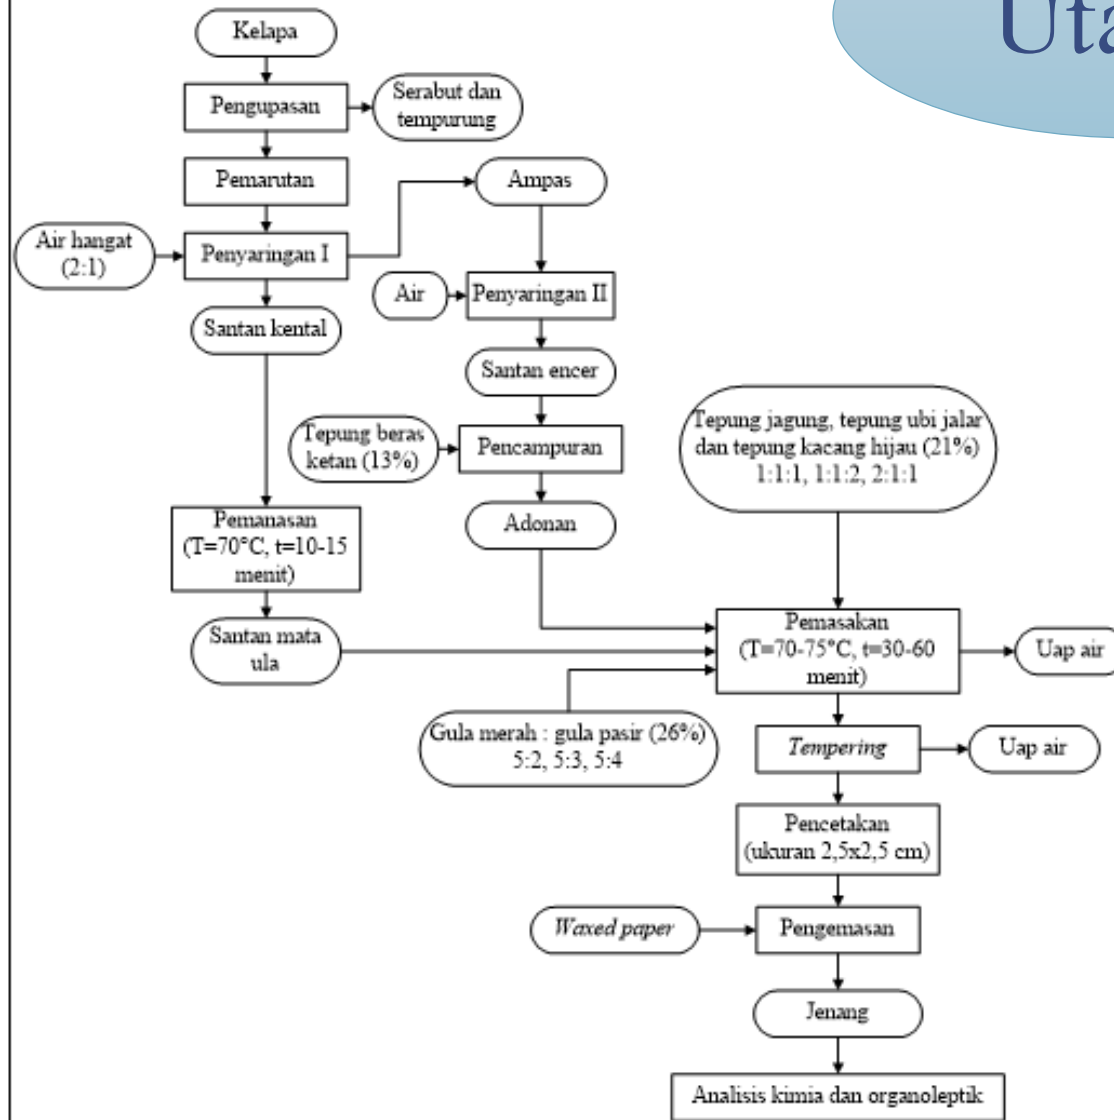 Uta
Kelapa
Pengupasan
Serabut dan
tempurung
Pemarutan
Ampas
Air hangat
(2:1)
Penyaringan I
Air
Penyaringan II
Santan kental
Santan encer
Tepung beras
ketan (13%)
Pencampuran
Tepung jagung, tepung ubi jalar
dan tepung kacang hijau (21%)
1:1:1, 1:1:2, 2:1:1
Pemanasan
(T=70°C, t=10-15
menit)
Adonan
Santan mata
ula
Pemasakan
(T=70-75°C, t=30-60
menit)
Uap air
Gula merah : gula pasir (26%)
5:2, 5:3, 5:4
Tempering
Uap air
Pencetakan
(ukuran 2,5x2,5 cm)
Waxed paper
Pengemasan
Jenang
Analisis kimia dan organoleptik